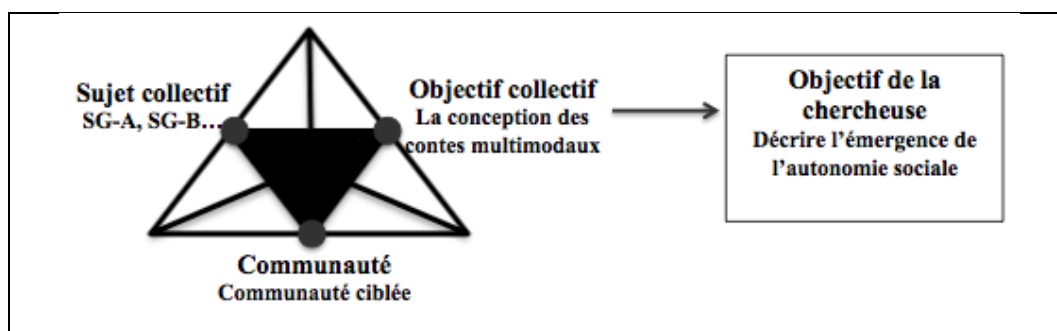 Sujet collectif
SG-A, SG-B...
Objectif collectif
La conception des
contes multimodaux
Objectif de la
chercheuse
Décrire l'émergence de
l'autonomie sociale
Communauté
Communauté ciblée